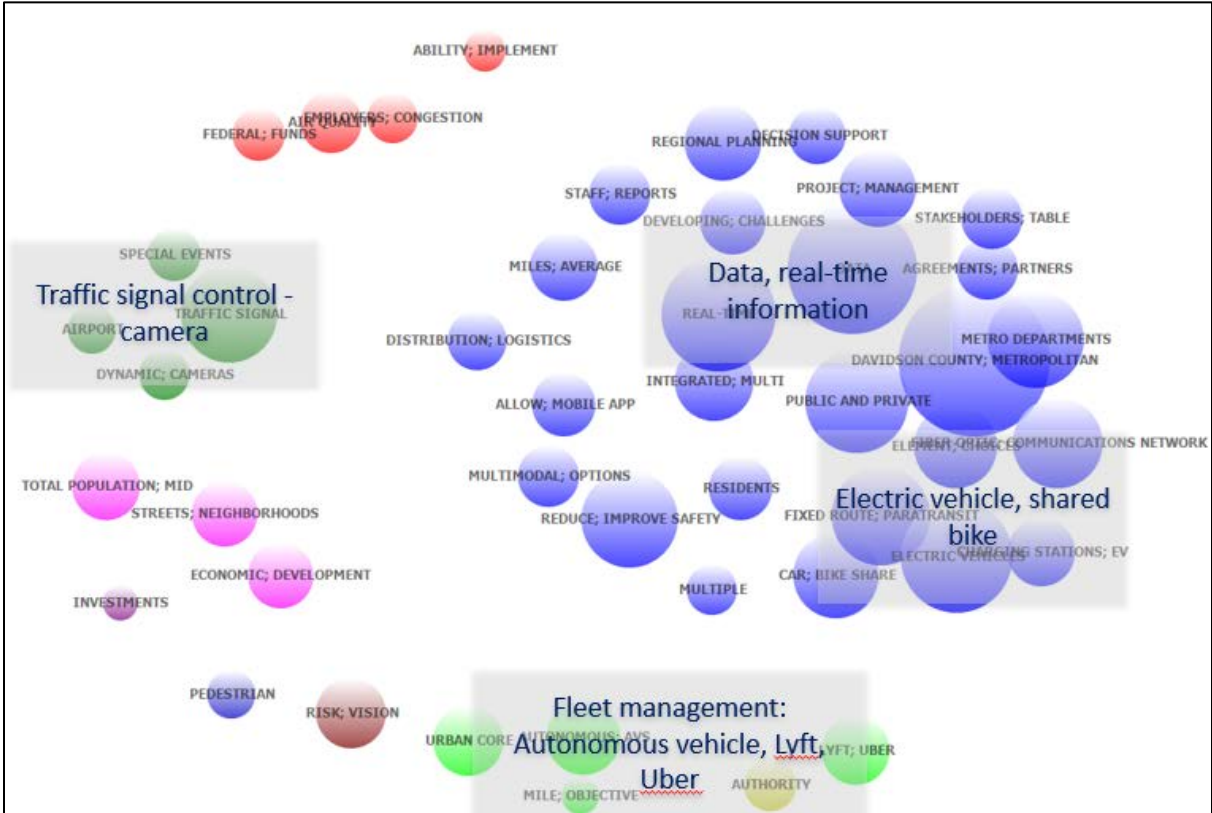 ABILITY; IMPLEMENT
FEDERAL; FUNDS
AIR QUALITY
EMPLOYERS; CONGESTION
REGIONAL PLANNING
DECISION SUPPORT
STAFF; REPORTS
PROJECT; MANAGEMENT
DEVELOPING; CHALLENGES
STAKEHOLDERS; TABLE
SPECIAL EVENTS
MILES; AVERAGE
DATA
AGREEMENTS; PARTNERS
Data, real-time
information
Traffic signal control -
camera
TRAFFIC SIGNAL
REAL-TIME
AIRPORT
DISTRIBUTION; LOGISTICS
METRO DEPARTMENTS
DAVIDSON COUNTY; METROPOLITAN
DYNAMIC; CAMERAS
INTEGRATED; MULTI
ALLOW; MOBILE APP
PUBLIC AND PRIVATE
FIBER OPTIC; COMMUNICATIONS NETWORK
ELEMENT; CHOICES
MULTIMODAL; OPTIONS
TOTAL POPULATION; MID
RESIDENTS
Electric vehicle, shared
bike
STREETS; NEIGHBORHOODS
REDUCE; IMPROVE SAFETY
FIXED ROUTE; PARATRANSIT
CHARGING STATIONS; EV
ELECTRIC VEHICLES
ECONOMIC; DEVELOPMENT
CAR; BIKE SHARE
MULTIPLE
INVESTMENTS
PEDESTRIAN
RISK; VISION
Fleet management:
Autonomous vehicle, Lyft,
Uber
URBAN CORE
AUTONOMOUS; AVS
LYFT; UBER
AUTHORITY
MILE; OBJECTIVE